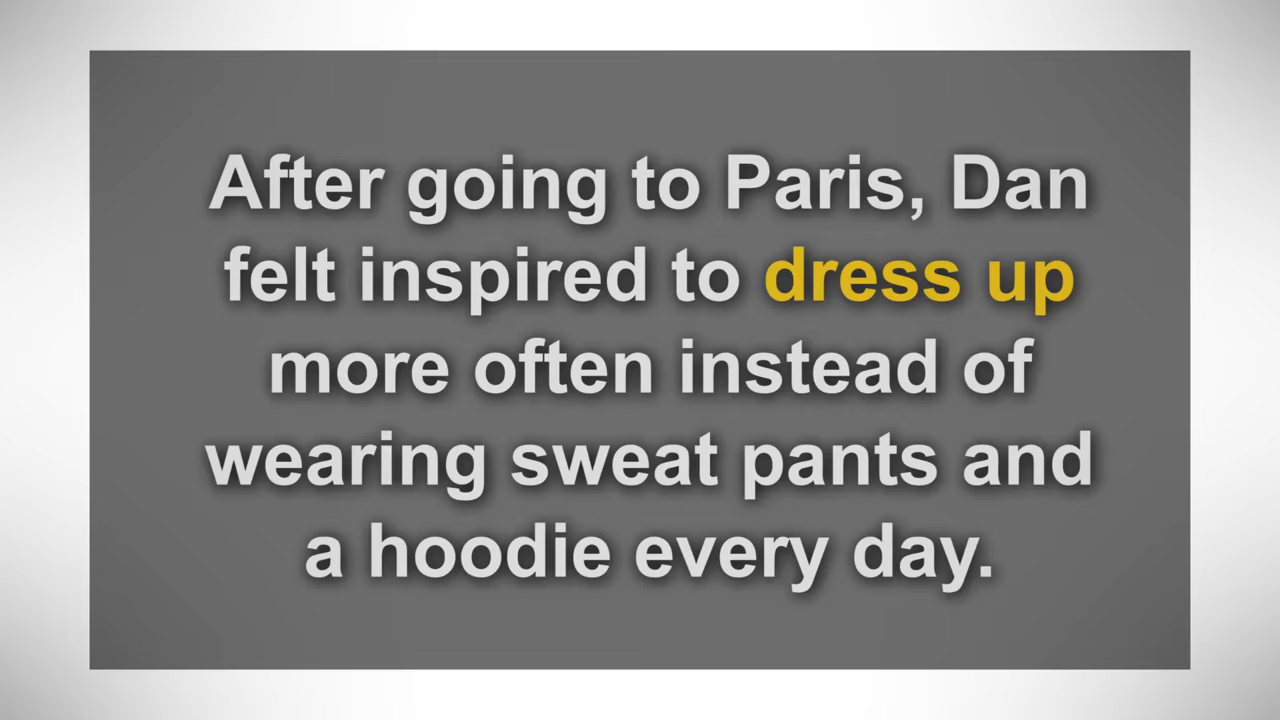 After going to Paris, Dan
felt inspired to dress up
more often instead of
wearing sweat pants and
a hoodie every day.